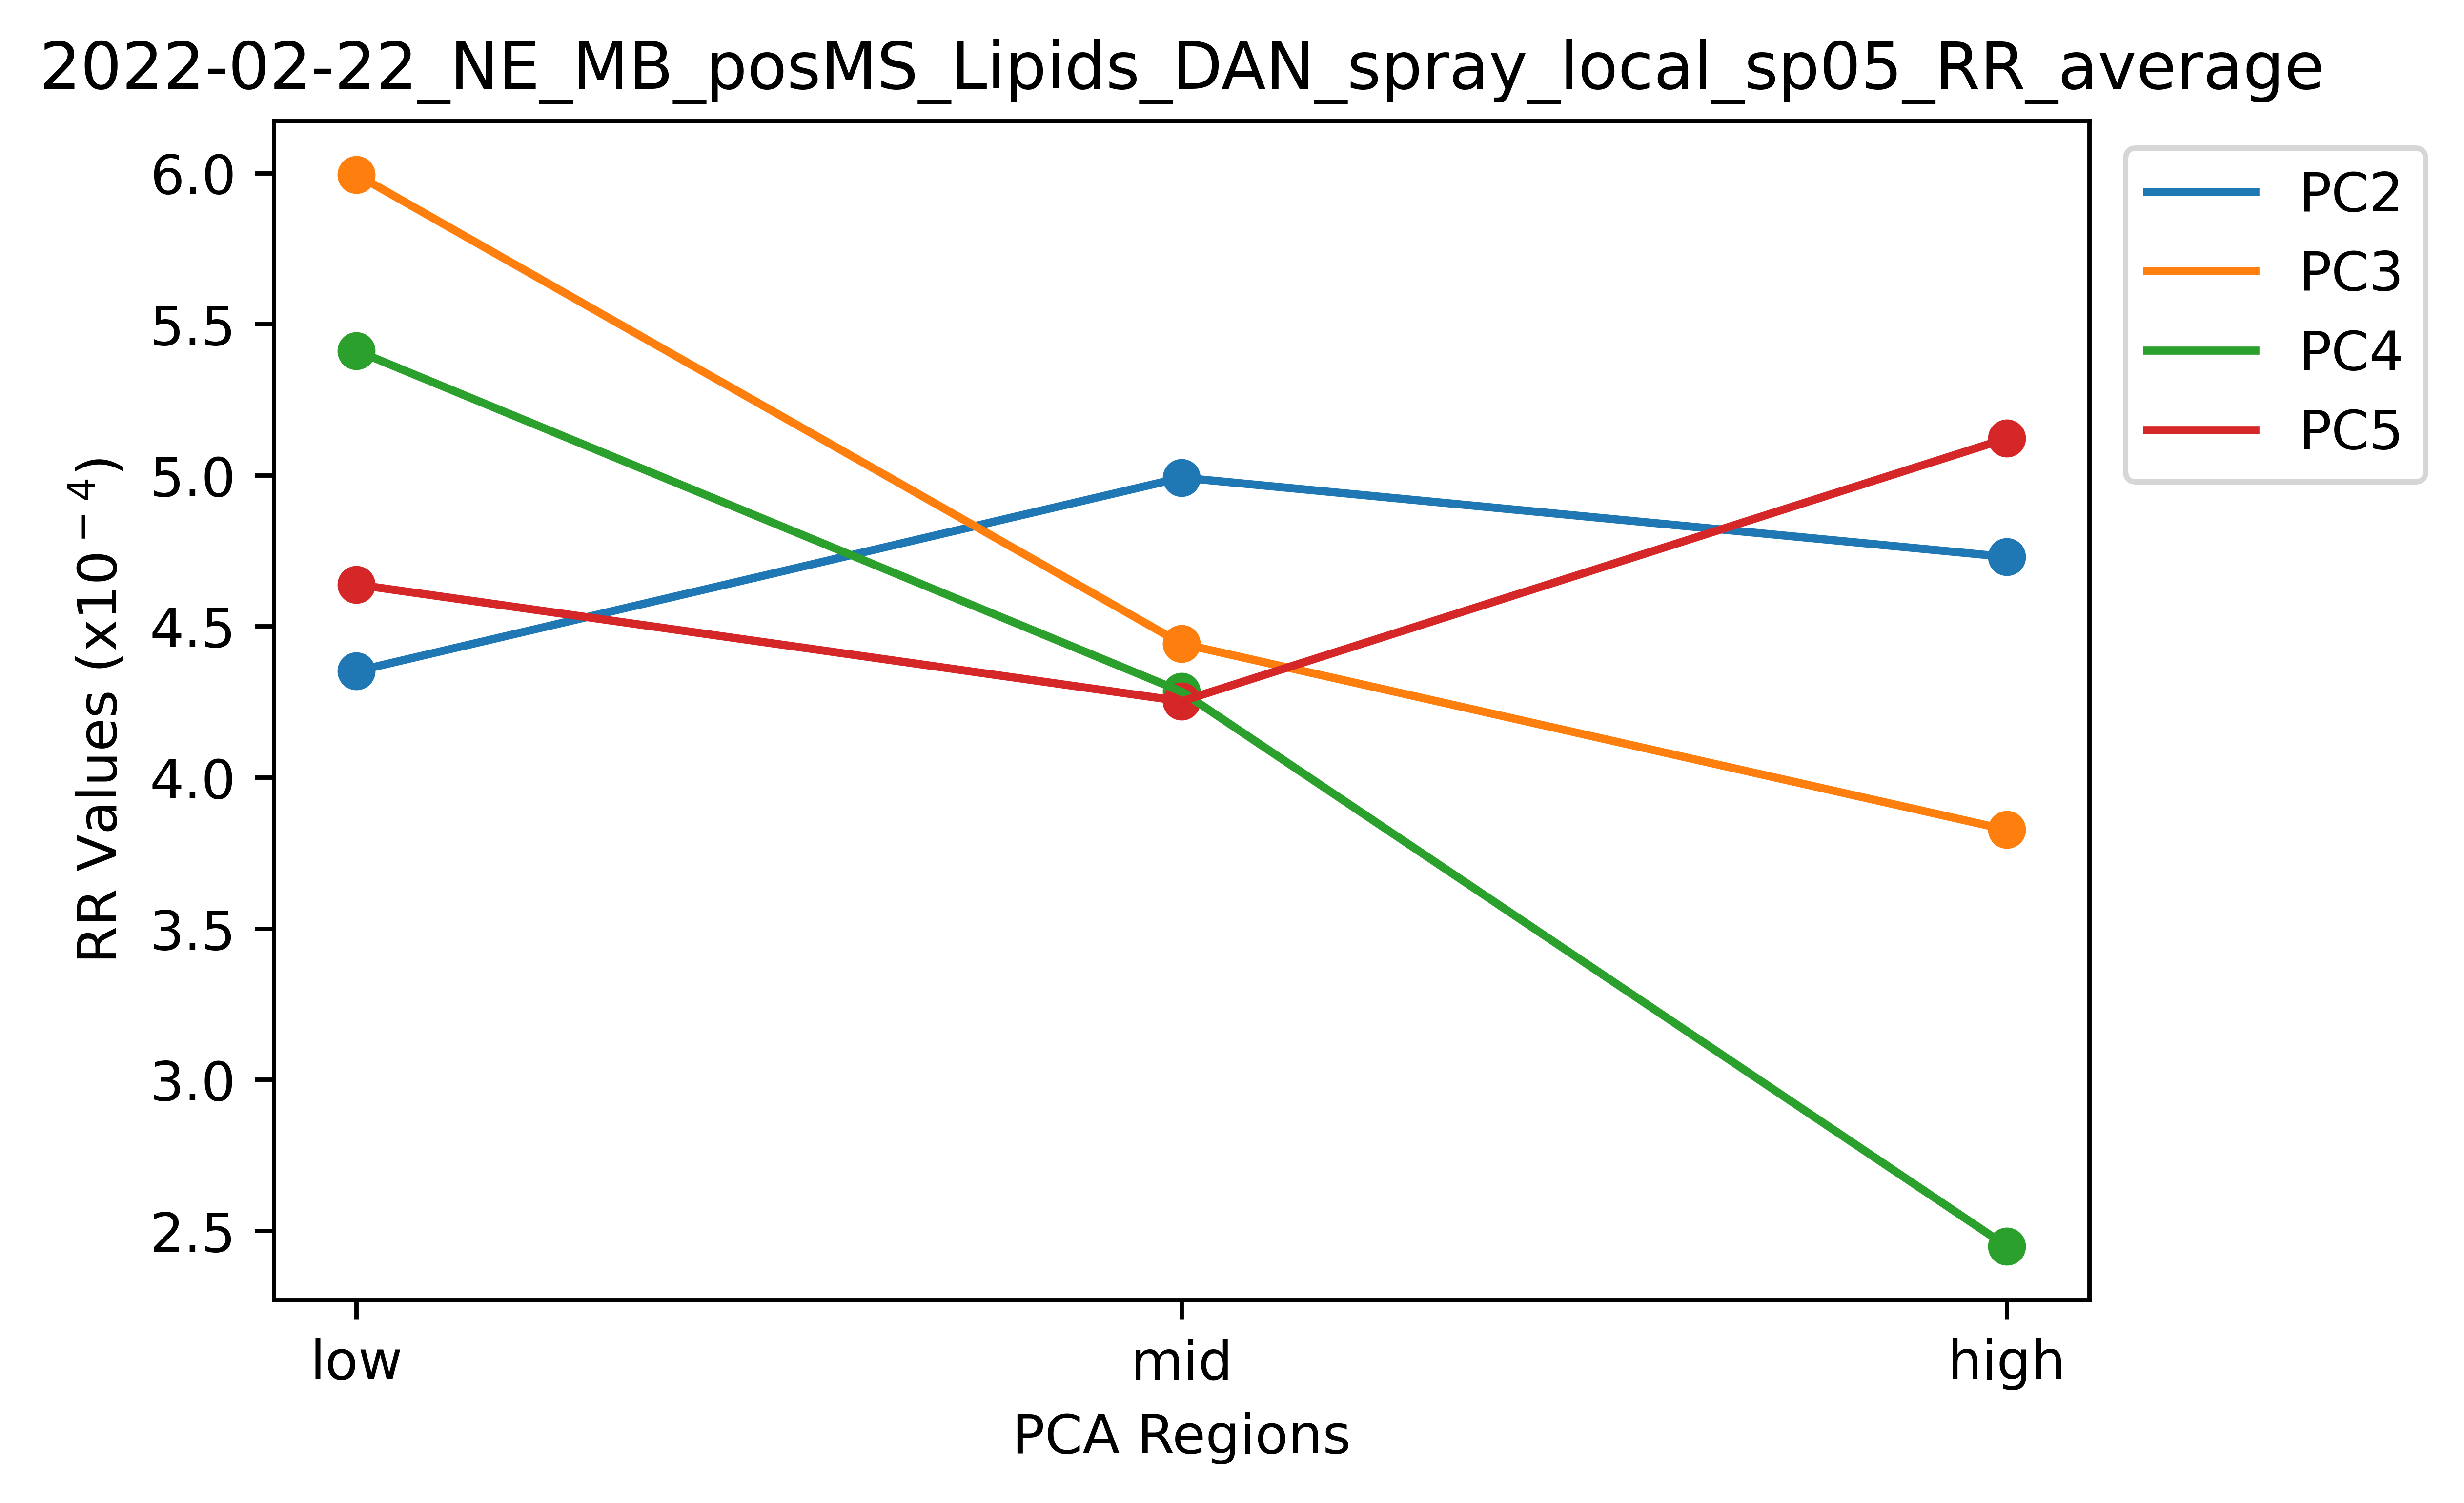 2022-02-22_NE_MB_posMS_Lipids_DAN_spray_local_sp05_RR_average
6.0
5.5
5.0
4.5
4.0
3.5
3.0
2.5
RR Values (x10⁻⁴)
low
mid
high
PCA Regions
PC2
PC3
PC4
PC5